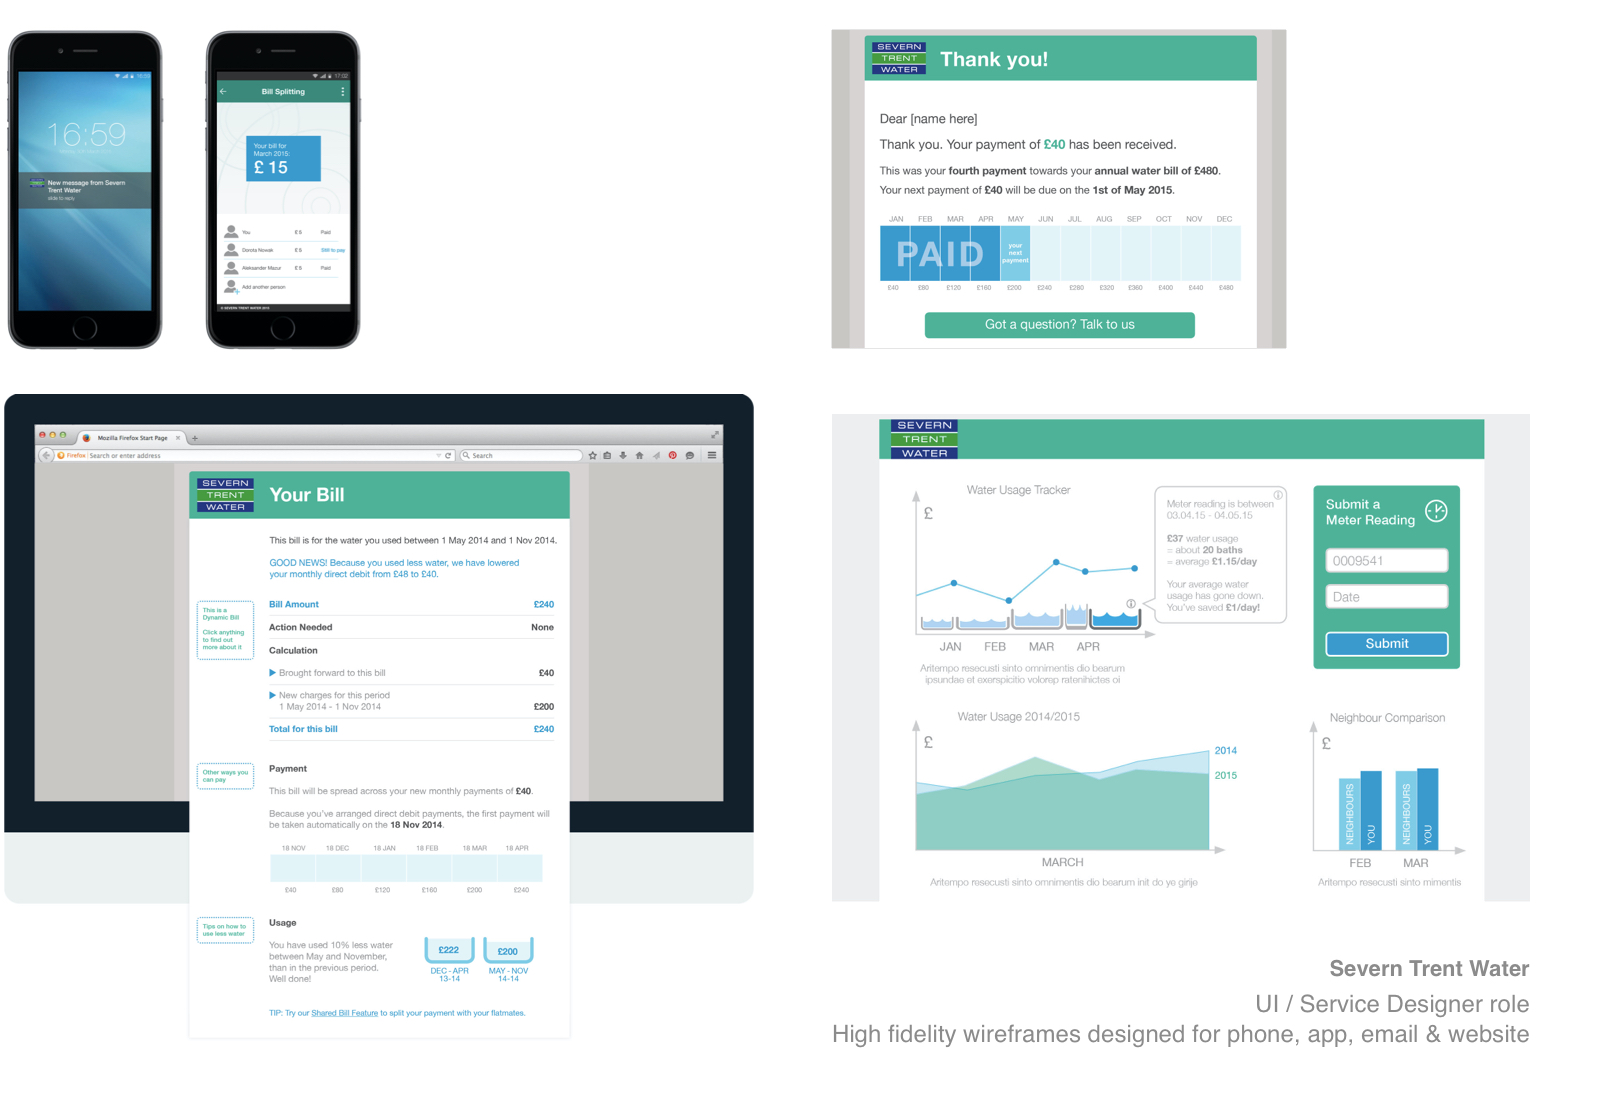 16:59
16:59
New message from Severn
Trent Water
slide to reply
17:02
Bill Splitting
Your bill for
March 2015:
£ 15
You £ 5 Paid
Dorota Nowak £ 5 Still to pay
Aleksander Mazur £ 5 Paid
Add another person
© SEVERN TRENT WATER 2015
SEVERN
TRENT
WATER
Thank you!
Dear [name here]
Thank you. Your payment of £40 has been received.
This was your fourth payment towards your annual water bill of £480.
Your next payment of £40 will be due on the 1st of May 2015.
JAN FEB MAR APR MAY JUN JUL AUG SEP OCT NOV DEC
PAID
your
next
payment
£40 £80 £120 £160 £200 £240 £280 £320 £360 £400 £440 £480
Got a question? Talk to us
Mozilla Firefox Start Page
Firefox Search or enter address
Search
SEVERN
TRENT
WATER
Your Bill
This bill is for the water you used between 1 May 2014 and 1 Nov 2014.
GOOD NEWS! Because you used less water, we have lowered
your monthly direct debit from £48 to £40.
This is a
Dynamic Bill
Click anything
to find out
more about it
Bill Amount £240
Action Needed None
Calculation
Brought forward to this bill £40
New charges for this period
1 May 2014 - 1 Nov 2014 £200
Total for this bill £240
Other ways you
can pay
Payment
This bill will be spread across your new monthly payments of £40.
Because you've arranged direct debit payments, the first payment will
be taken automatically on the 18 Nov 2014.
18 NOV 18 DEC 18 JAN 18 FEB 18 MAR 18 APR
£40 £80 £120 £160 £200 £240
Tips on how to
use less water
Usage
You have used 10% less water
between May and November,
than in the previous period.
Well done!
£222 £200
DEC - APR MAY - NOV
13-14 14-14
TIP: Try our Shared Bill Feature to split your payment with your flatmates.
SEVERN
TRENT
WATER
Water Usage Tracker
£
JAN FEB MAR APR
Aritempo resecusti sinto omnimentis dio bearum
ipsundae et exerspicitio volorep ratenihictes oi
Meter reading is between
03.04.15 - 04.05.15
£37 water usage
= about 20 baths
= average £1.15/day
Your average water
usage has gone down.
You've saved £1/day!
Submit a
Meter Reading
0009541
Date
Submit
Water Usage 2014/2015
£
2014
2015
MARCH
Aritempo resecusti sinto omnimentis dio bearum init do ye girije
Neighbour Comparison
£
NEIGHBOURS
YOU
NEIGHBOURS
YOU
FEB MAR
Aritempo resecusti sinto mimentis
Severn Trent Water
UI / Service Designer role
High fidelity wireframes designed for phone, app, email & website